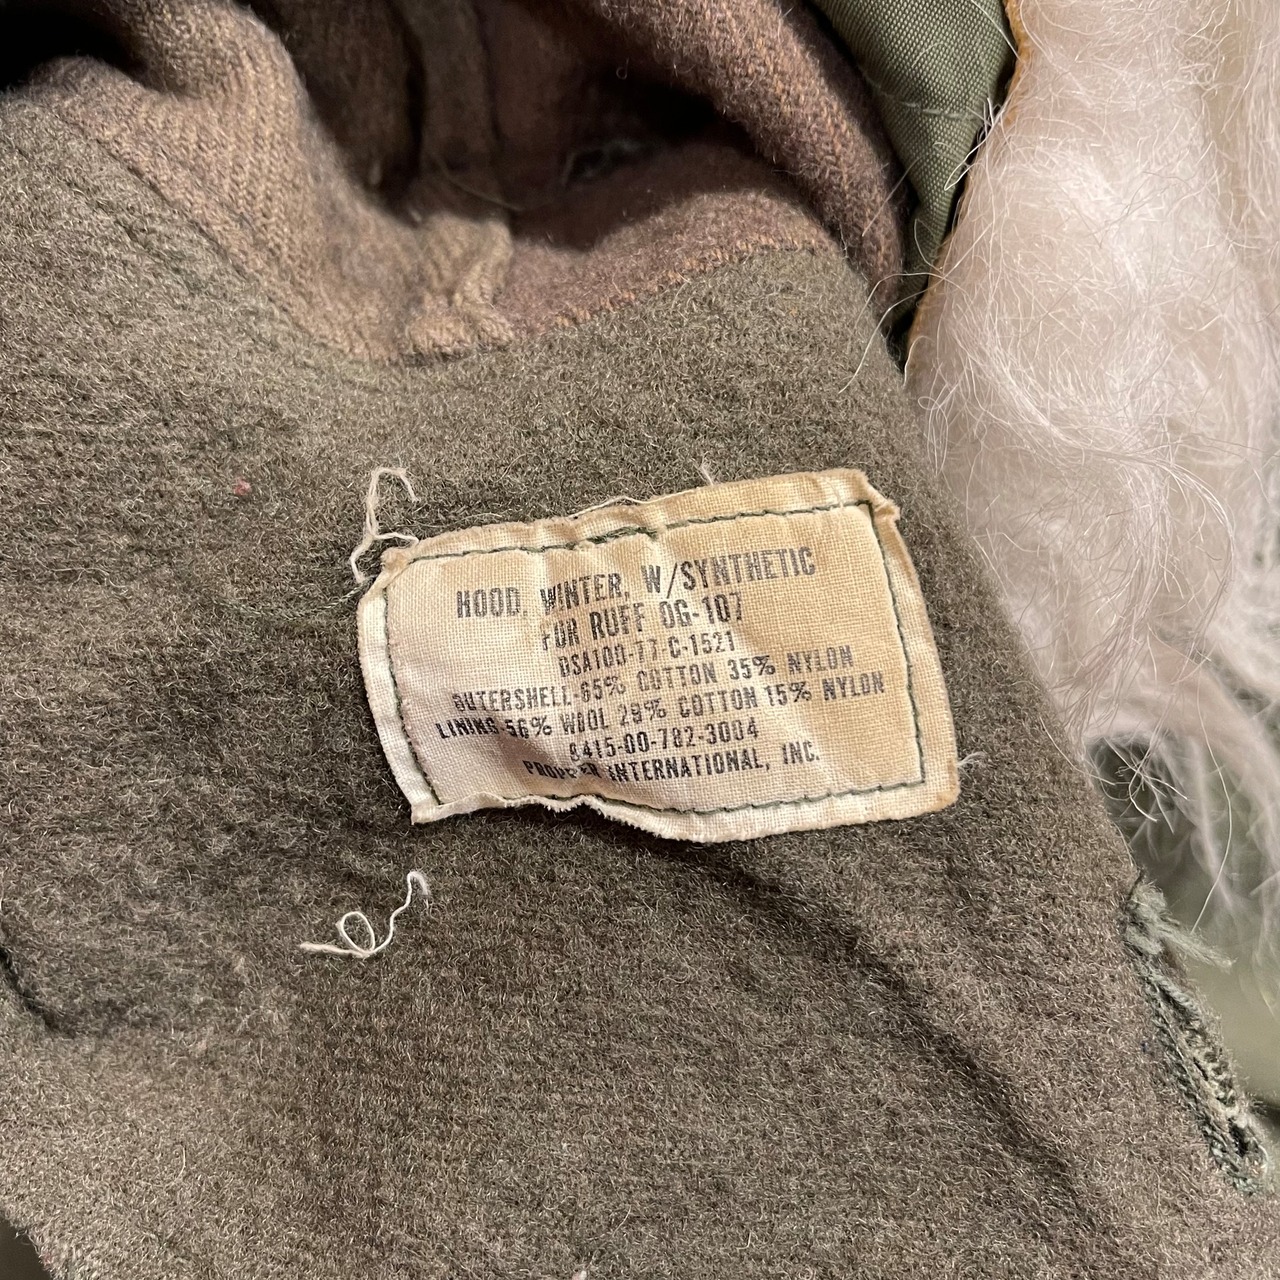 HOOD, WINTER, W/SYNTHETIC
FUR RUFF OG-107
DSA100-77-C-1521
OUTERSHELL-65% COTTON 35% NYLON
LINING-56% WOOL 29% COTTON 15% NYLON
8415-00-782-3004
PROPPER INTERNATIONAL, INC.